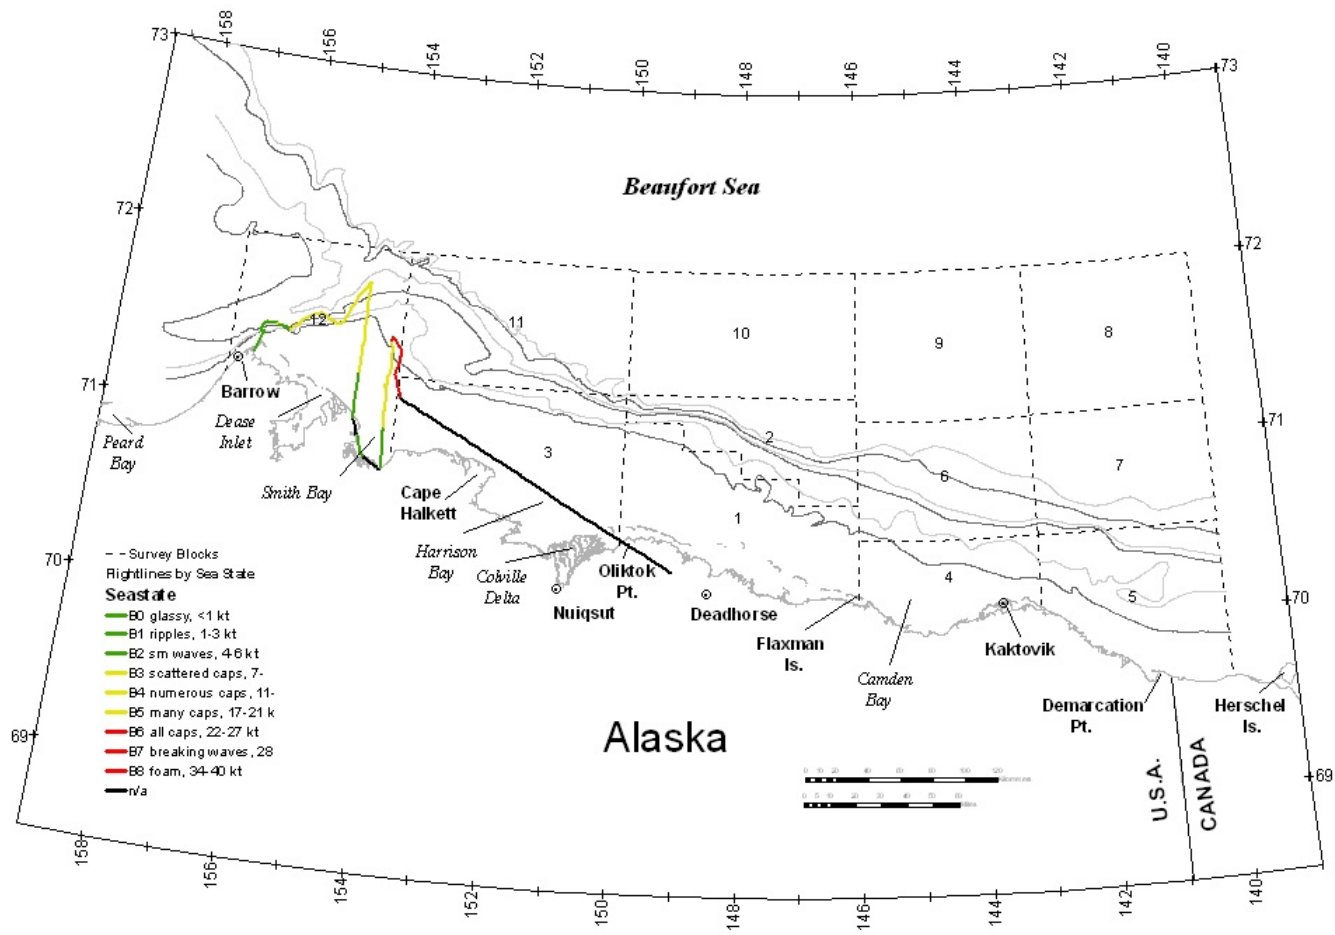 158
156
154
152
150
148
146
144
142
140
73
73
72
72
71
71
70
70
69
69
Beaufort Sea
11
10
9
8
12
2
3
1
6
7
4
5
Barrow
Dease
Inlet
Peard
Bay
Smith Bay
Cape
Halkett
Harrison
Bay
Colville
Delta
Oliktok
Pt.
Nuiqsut
Deadhorse
Flaxman
Is.
Camden
Bay
Kaktovik
Demarcation
Pt.
Herschel
Is.
Alaska
U.S.A.
CANADA
Survey Blocks
Flightlines by Sea State
Seastate
B0 glassy, <1 kt
B1 ripples, 1-3 kt
B2 sm waves, 4-6 kt
B3 scattered caps, 7-
B4 numerous caps, 11-
B5 many caps, 17-21 k
B6 all caps, 22-27 kt
B7 breaking waves, 28
B8 foam, 34-40 kt
n/a
158
156
154
152
150
148
146
144
142
140